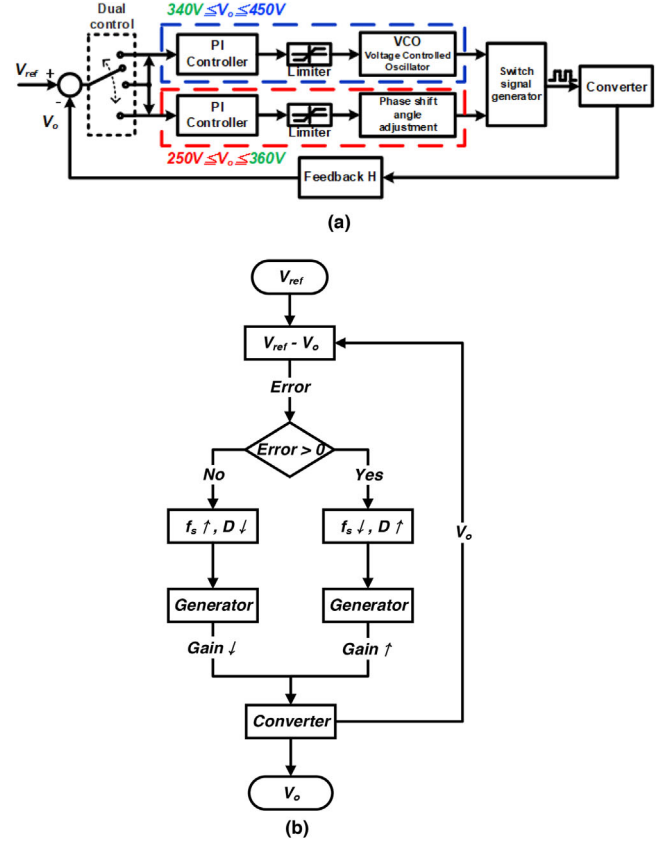 Dual
control
340V ≦Vo ≦450V
PI
Controller
Limiter
VCO
Voltage Controlled
Oscillator
Vref +
-
Vo
PI
Controller
Limiter
Phase shift
angle
adjustment
250V ≦Vo ≦360V
Switch
signal
generator
Converter
Feedback H
(a)
Vref
Vref - Vo
Error
Error > 0
No
Yes
fs ↑ , D ↓
fs ↓ , D ↑
Vo
Generator
Generator
Gain ↓
Gain ↑
Converter
Vo
(b)